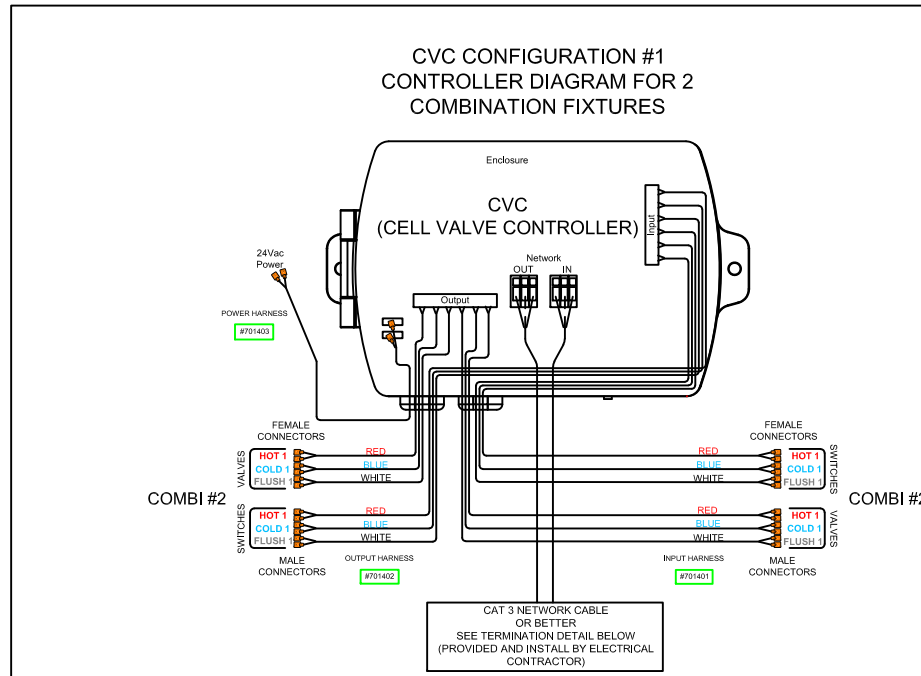 CVC CONFIGURATION #1
CONTROLLER DIAGRAM FOR 2
COMBINATION FIXTURES
Enclosure
CVC
(CELL VALVE CONTROLLER)
Input
Network
OUT
IN
24Vac
Power
Output
POWER HARNESS
#701403
FEMALE
CONNECTORS
VALVES
HOT 1
COLD 1
FLUSH 1
RED
BLUE
WHITE
COMBI #2
SWITCHES
HOT 1
COLD 1
FLUSH 1
RED
BLUE
WHITE
MALE
CONNECTORS
OUTPUT HARNESS
#701402
FEMALE
CONNECTORS
RED
BLUE
WHITE
HOT 1
COLD 1
FLUSH 1
SWITCHES
COMBI #2
RED
BLUE
WHITE
HOT 1
COLD 1
FLUSH 1
VALVES
MALE
CONNECTORS
INPUT HARNESS
#701401
CAT 3 NETWORK CABLE
OR BETTER
SEE TERMINATION DETAIL BELOW
(PROVIDED AND INSTALL BY ELECTRICAL
CONTRACTOR)